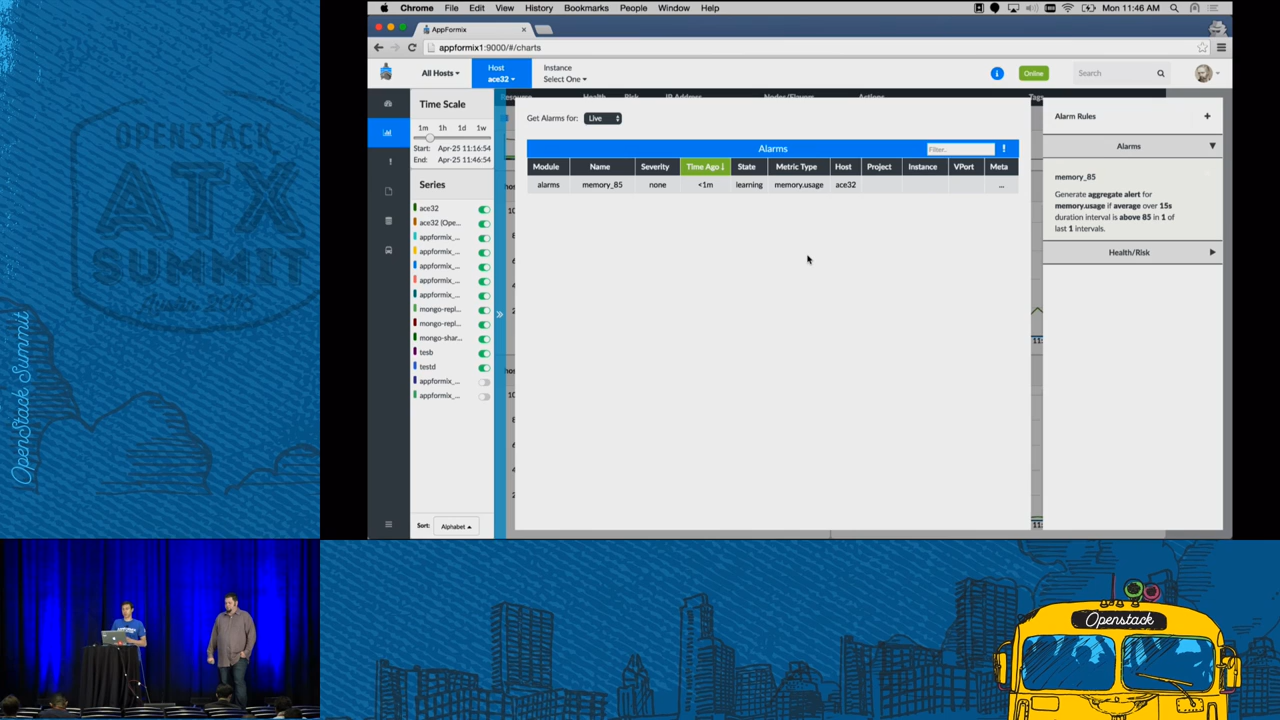 Chrome File Edit View History Bookmarks People Window Help
Mon 11:46 AM
AppFormix
appformix1:9000/#/charts
All Hosts
Host
ace32
Instance
Select One
Online
Search
Time Scale
1m 1h 1d 1w
Start: Apr-25 11:16:54
End: Apr-25 11:46:54
Series
ace32
ace32 (Ope...
appformix_...
appformix_...
appformix_...
appformix_...
appformix_...
mongo-repl...
mongo-repl...
mongo-shar...
tesb
testd
appformix_...
appformix_...
Sort: Alphabet
Get Alarms for: Live
Alarms
Filter..
Module Name Severity Time Ago State Metric Type Host Project Instance VPort Meta
alarms memory_85 none <1m learning memory.usage ace32 ...
Alarm Rules +
Alarms
memory_85
Generate aggregate alert for
memory.usage if average over 15s
duration interval is above 85 in 1 of
last 1 intervals.
Health/Risk
OPENSTACK
ATX
SUMMIT
OpenStack Summit
Openstack